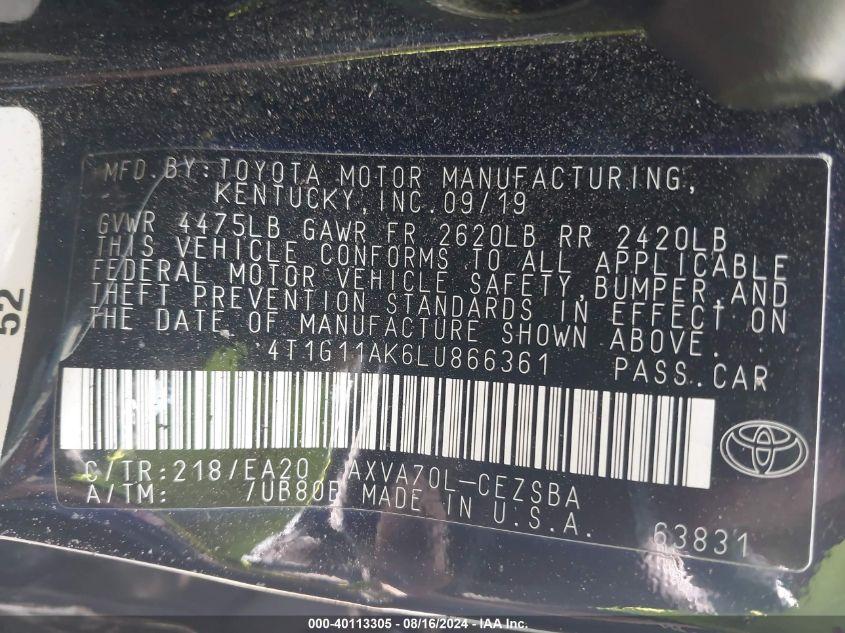 52
MFD.BY:TOYOTA MOTOR MANUFACTURING,
KENTUCKY,INC.09/19
GVWR 4475LB GAWR FR 2620LB RR 2420LB
THIS VEHICLE CONFORMS TO ALL APPLICABLE
FEDERAL MOTOR VEHICLE SAFETY,BUMPER,AND
THEFT PREVENTION STANDARDS IN EFFECT ON
THE DATE OF MANUFACTURE SHOWN ABOVE.
4T1G11AK6LU866361 PASS.CAR
C/TR:218/EA20 AXVA70L-CEZSBA
A/TM: /UB80E MADE IN U.S.A. 63831
000-40113305 - 08/16/2024 - IAA Inc.